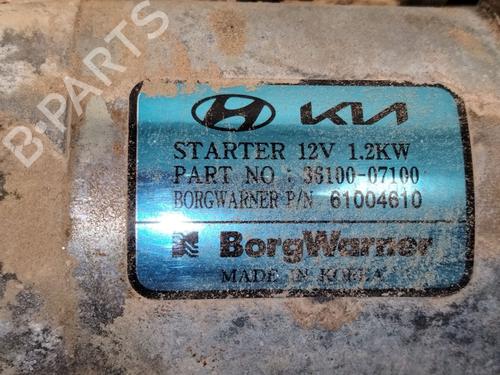 KIA
STARTER 12V 1.2KW
PART NO : 36100-07100
BORGWARNER P/N 61004610
BorgWarner
MADE IN KOREA
B-PARTS